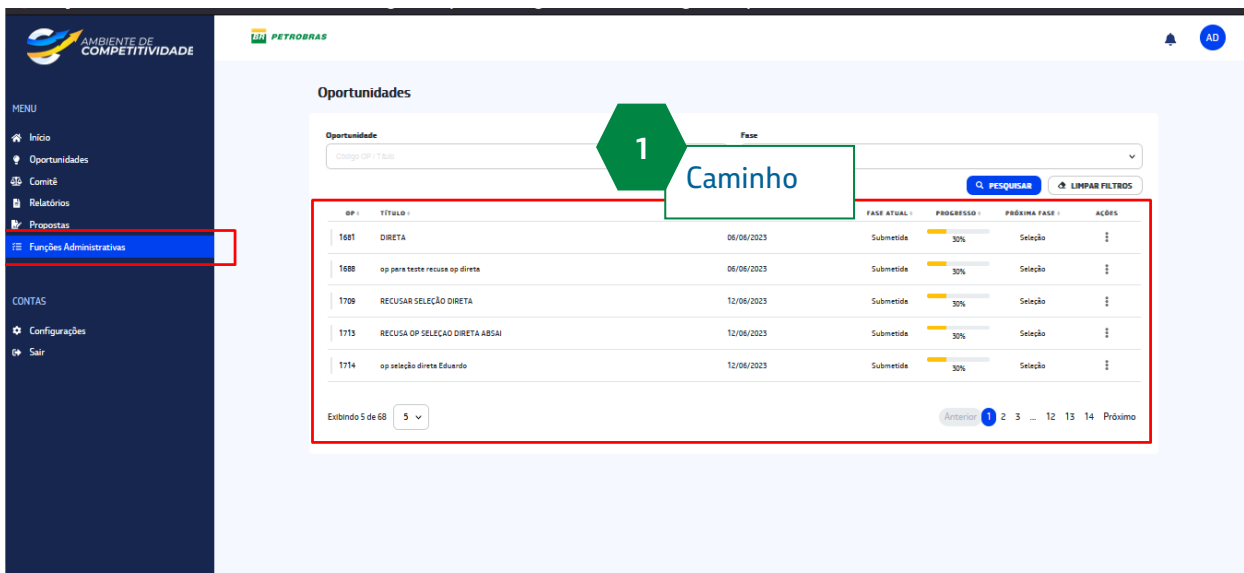 AMBIENTE DE
COMPETITIVIDADE
BR PETROBRAS
AD
MENU
Início
Oportunidades
Comitê
Relatórios
Propostas
Funções Administrativas
CONTAS
Configurações
Sair
Oportunidades
Oportunidade
Fase
Código OP / Título
1
Caminho
PESQUISAR
LIMPAR FILTROS
OP TÍTULO FASE ATUAL PROGRESSO PRÓXIMA FASE AÇÕES
1681 DIRETA 06/06/2023 Submetida 30% Seleção
1688 op para teste recusa op direta 06/06/2023 Submetida 30% Seleção
1709 RECUSAR SELEÇÃO DIRETA 12/06/2023 Submetida 30% Seleção
1713 RECUSA OP SELEÇAO DIRETA ABSAI 12/06/2023 Submetida 30% Seleção
1714 op seleção direta Eduardo 12/06/2023 Submetida 30% Seleção
Exibindo 5 de 68 5
Anterior 1 2 3 ... 12 13 14 Próximo